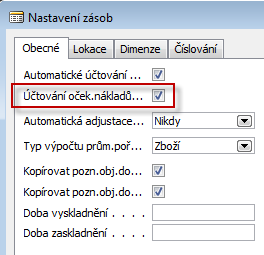 Nastavení zásob
Obecné Lokace Dimenze Číslování
Automatické účtování ...
Účtování oček.nákladů...
Automatická adjustace... Nikdy
Typ výpočtu prům.poř... Zboží
Kopírovat pozn.obj.do...
Kopírovat pozn.obj.do...
Doba vyskladnění . . . .
Doba zaskladnění . . . .